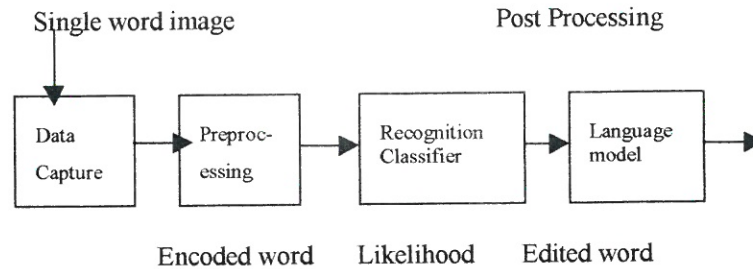 Single word image
Post Processing
Data
Capture
Preproc-
essing
Recognition
Classifier
Language
model
Encoded word
Likelihood
Edited word